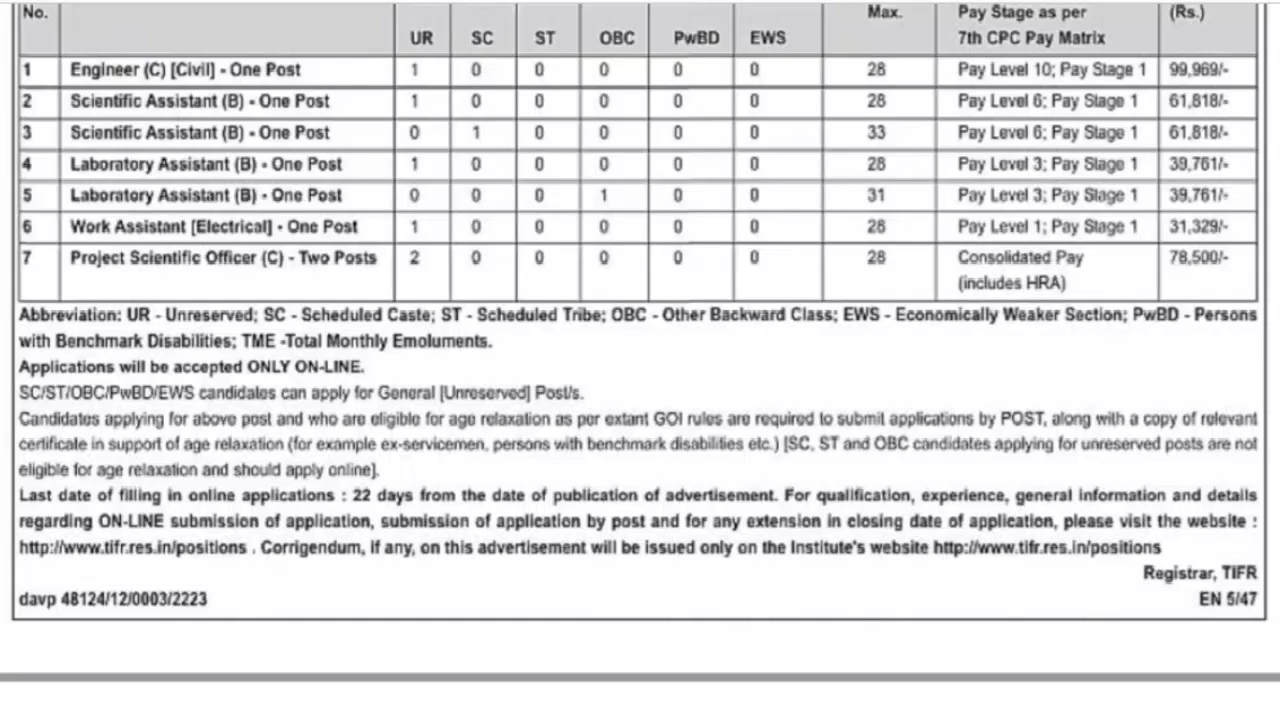 No. Max. Pay Stage as per (Rs.)
UR SC ST OBC PwBD EWS 7th CPC Pay Matrix
1 Engineer (C) [Civil] - One Post 1 0 0 0 0 0 28 Pay Level 10; Pay Stage 1 99,969/-
2 Scientific Assistant (B) - One Post 1 0 0 0 0 0 28 Pay Level 6; Pay Stage 1 61,818/-
3 Scientific Assistant (B) - One Post 0 1 0 0 0 0 33 Pay Level 6; Pay Stage 1 61,818/-
4 Laboratory Assistant (B) - One Post 1 0 0 0 0 0 28 Pay Level 3; Pay Stage 1 39,761/-
5 Laboratory Assistant (B) - One Post 0 0 0 1 0 0 31 Pay Level 3; Pay Stage 1 39,761/-
6 Work Assistant [Electrical] - One Post 1 0 0 0 0 0 28 Pay Level 1; Pay Stage 1 31,329/-
7 Project Scientific Officer (C) - Two Posts 2 0 0 0 0 0 28 Consolidated Pay 78,500/-
(includes HRA)
Abbreviation: UR - Unreserved; SC - Scheduled Caste; ST - Scheduled Tribe; OBC - Other Backward Class; EWS - Economically Weaker Section; PwBD - Persons
with Benchmark Disabilities; TME -Total Monthly Emoluments.
Applications will be accepted ONLY ON-LINE.
SC/ST/OBC/PwBD/EWS candidates can apply for General [Unreserved] Post/s.
Candidates applying for above post and who are eligible for age relaxation as per extant GOI rules are required to submit applications by POST, along with a copy of relevant
certificate in support of age relaxation (for example ex-servicemen, persons with benchmark disabilities etc.) [SC, ST and OBC candidates applying for unreserved posts are not
eligible for age relaxation and should apply online].
Last date of filling in online applications : 22 days from the date of publication of advertisement. For qualification, experience, general information and details
regarding ON-LINE submission of application, submission of application by post and for any extension in closing date of application, please visit the website :
http://www.tifr.res.in/positions . Corrigendum, if any, on this advertisement will be issued only on the Institute's website http://www.tifr.res.in/positions
Registrar, TIFR
davp 48124/12/0003/2223 EN 5/47